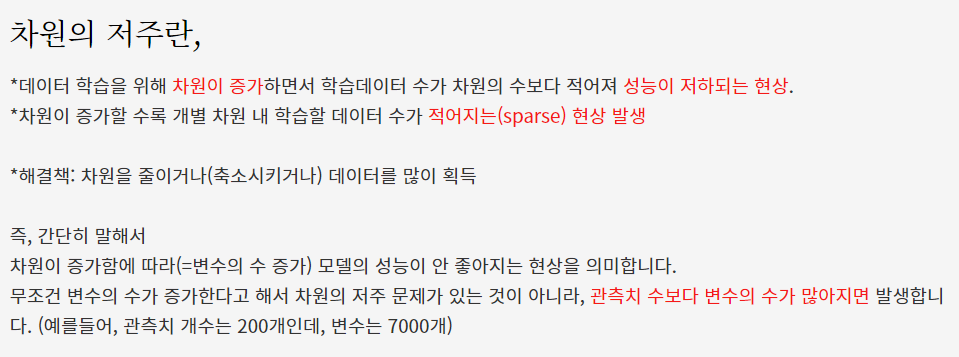 차원의 저주란,
*데이터 학습을 위해 차원이 증가하면서 학습데이터 수가 차원의 수보다 적어져 성능이 저하되는 현상.
*차원이 증가할 수록 개별 차원 내 학습할 데이터 수가 적어지는(sparse) 현상 발생
*해결책: 차원을 줄이거나(축소시키거나) 데이터를 많이 획득
즉, 간단히 말해서
차원이 증가함에 따라(=변수의 수 증가) 모델의 성능이 안 좋아지는 현상을 의미합니다.
무조건 변수의 수가 증가한다고 해서 차원의 저주 문제가 있는 것이 아니라, 관측치 수보다 변수의 수가 많아지면 발생합니
다. (예를들어, 관측치 개수는 200개인데, 변수는 7000개)